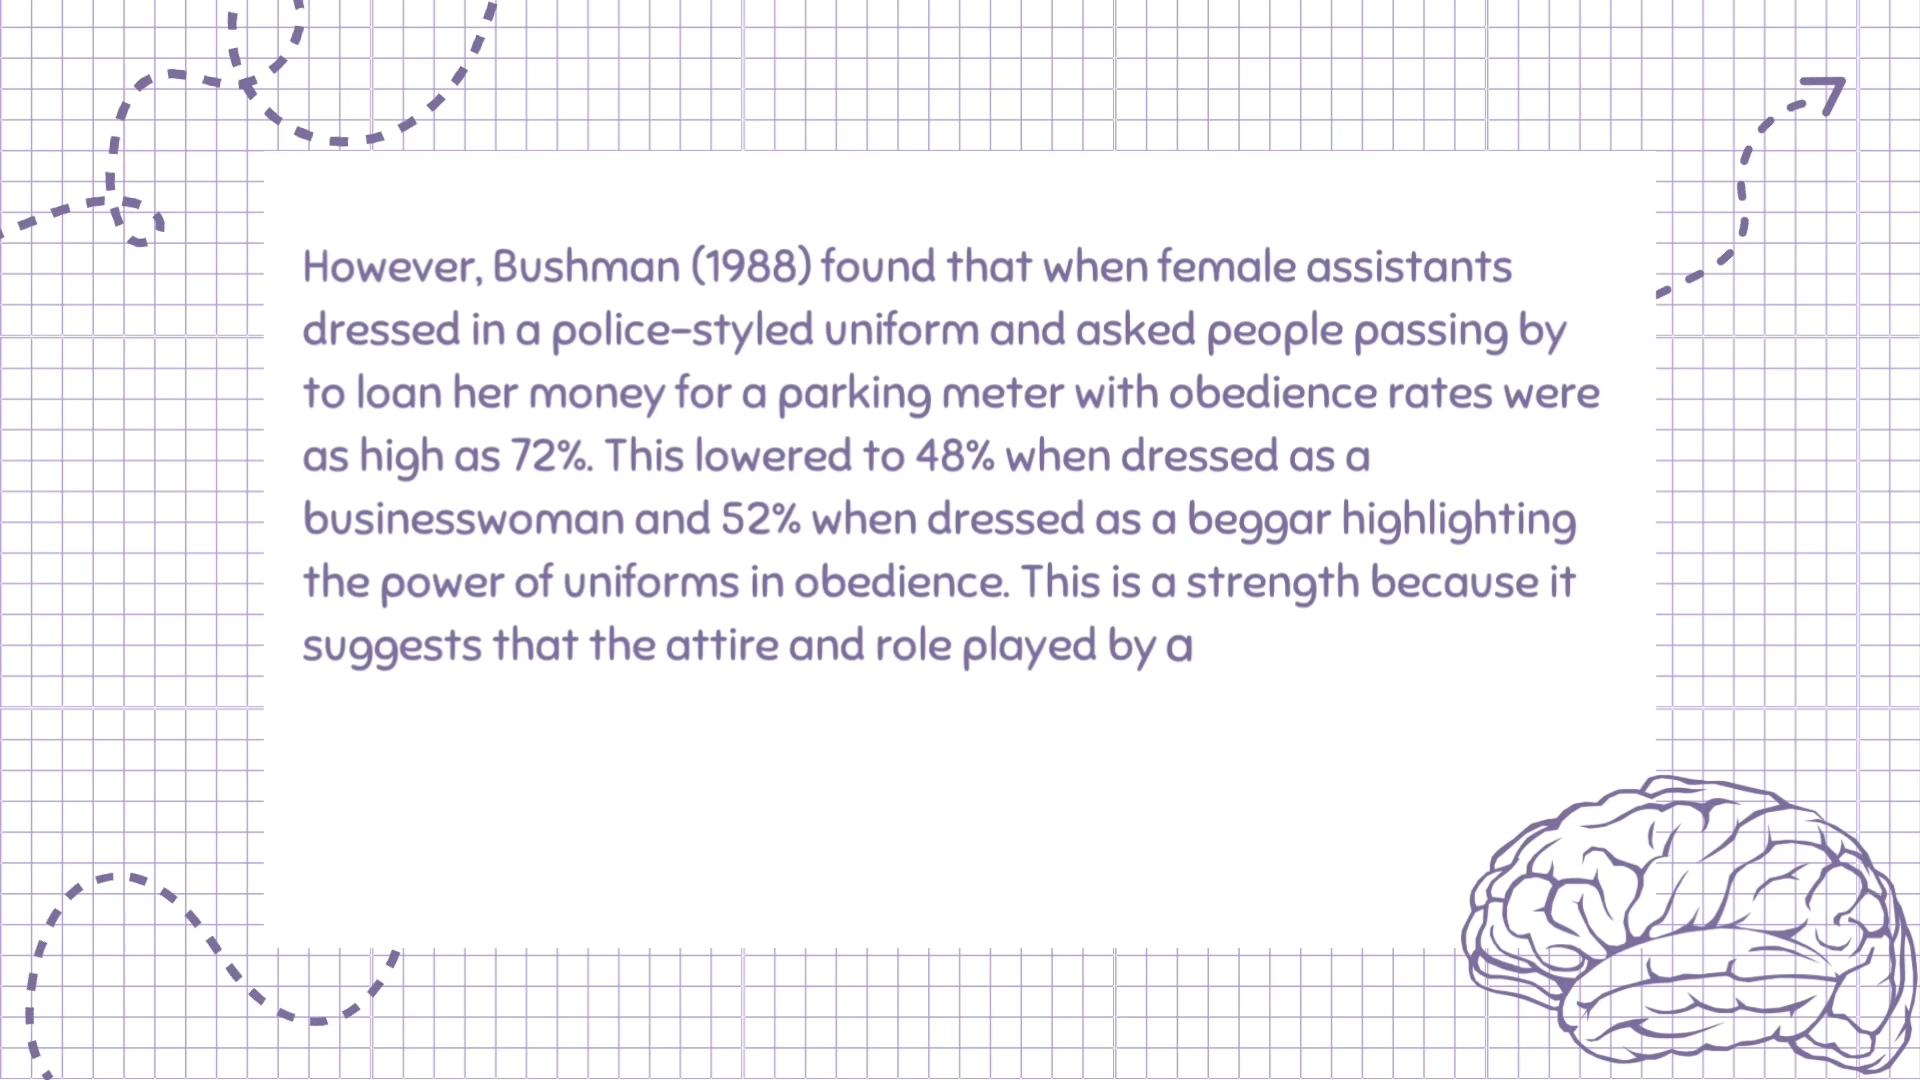 However, Bushman (1988) found that when female assistants
dressed in a police-styled uniform and asked people passing by
to loan her money for a parking meter with obedience rates were
as high as 72%. This lowered to 48% when dressed as a
businesswoman and 52% when dressed as a beggar highlighting
the power of uniforms in obedience. This is a strength because it
suggests that the attire and role played by a